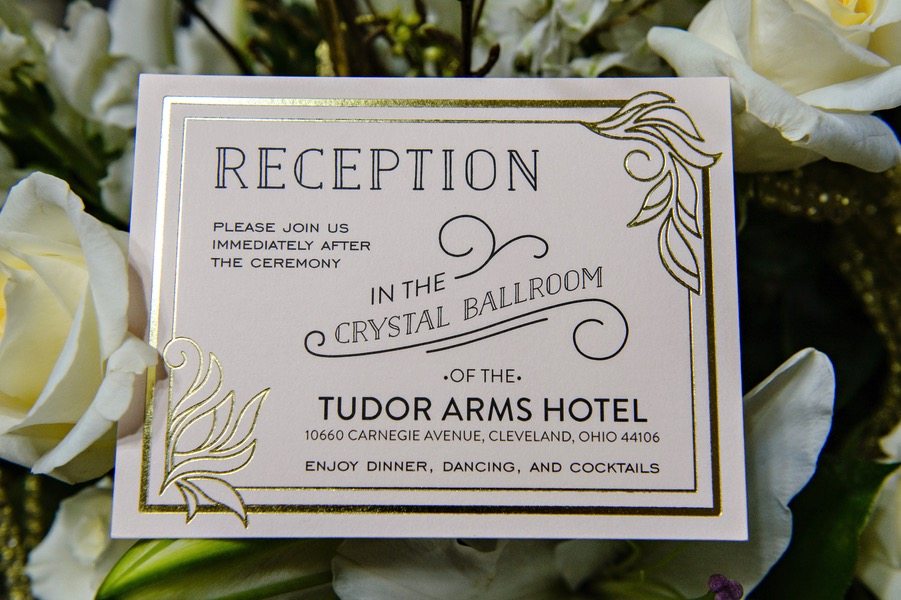 RECEPTION
PLEASE JOIN US
IMMEDIATELY AFTER
THE CEREMONY
IN THE
CRYSTAL BALLROOM
•OF THE•
TUDOR ARMS HOTEL
10660 CARNEGIE AVENUE, CLEVELAND, OHIO 44106
ENJOY DINNER, DANCING, AND COCKTAILS